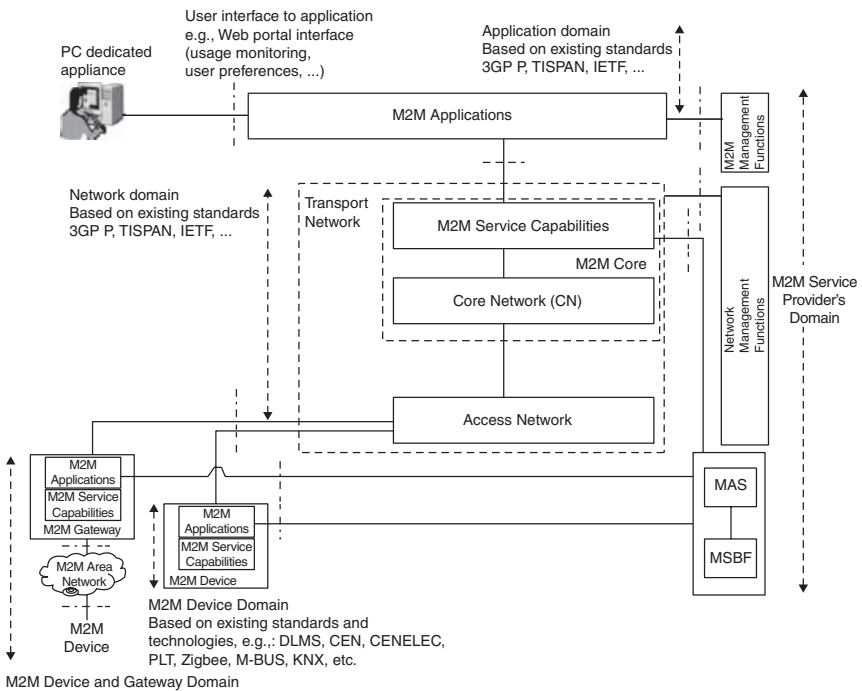 User interface to application
e.g., Web portal interface
(usage monitoring,
user preferences, ...)
Application domain
Based on existing standards
3GP P, TISPAN, IETF, ...
PC dedicated
appliance
M2M Applications
M2M
Management
Functions
Network domain
Based on existing standards
3GP P, TISPAN, IETF, ...
Transport
Network
M2M Service Capabilities
M2M Core
Core Network (CN)
Network
Management
Functions
M2M Service
Provider's
Domain
Access Network
M2M
Applications
M2M Service
Capabilities
M2M Gateway
M2M Area
Network
M2M
Device
M2M
Applications
M2M Service
Capabilities
M2M Device
MAS
MSBF
M2M Device Domain
Based on existing standards and
technologies, e.g.,: DLMS, CEN, CENELEC,
PLT, Zigbee, M-BUS, KNX, etc.
M2M Device and Gateway Domain